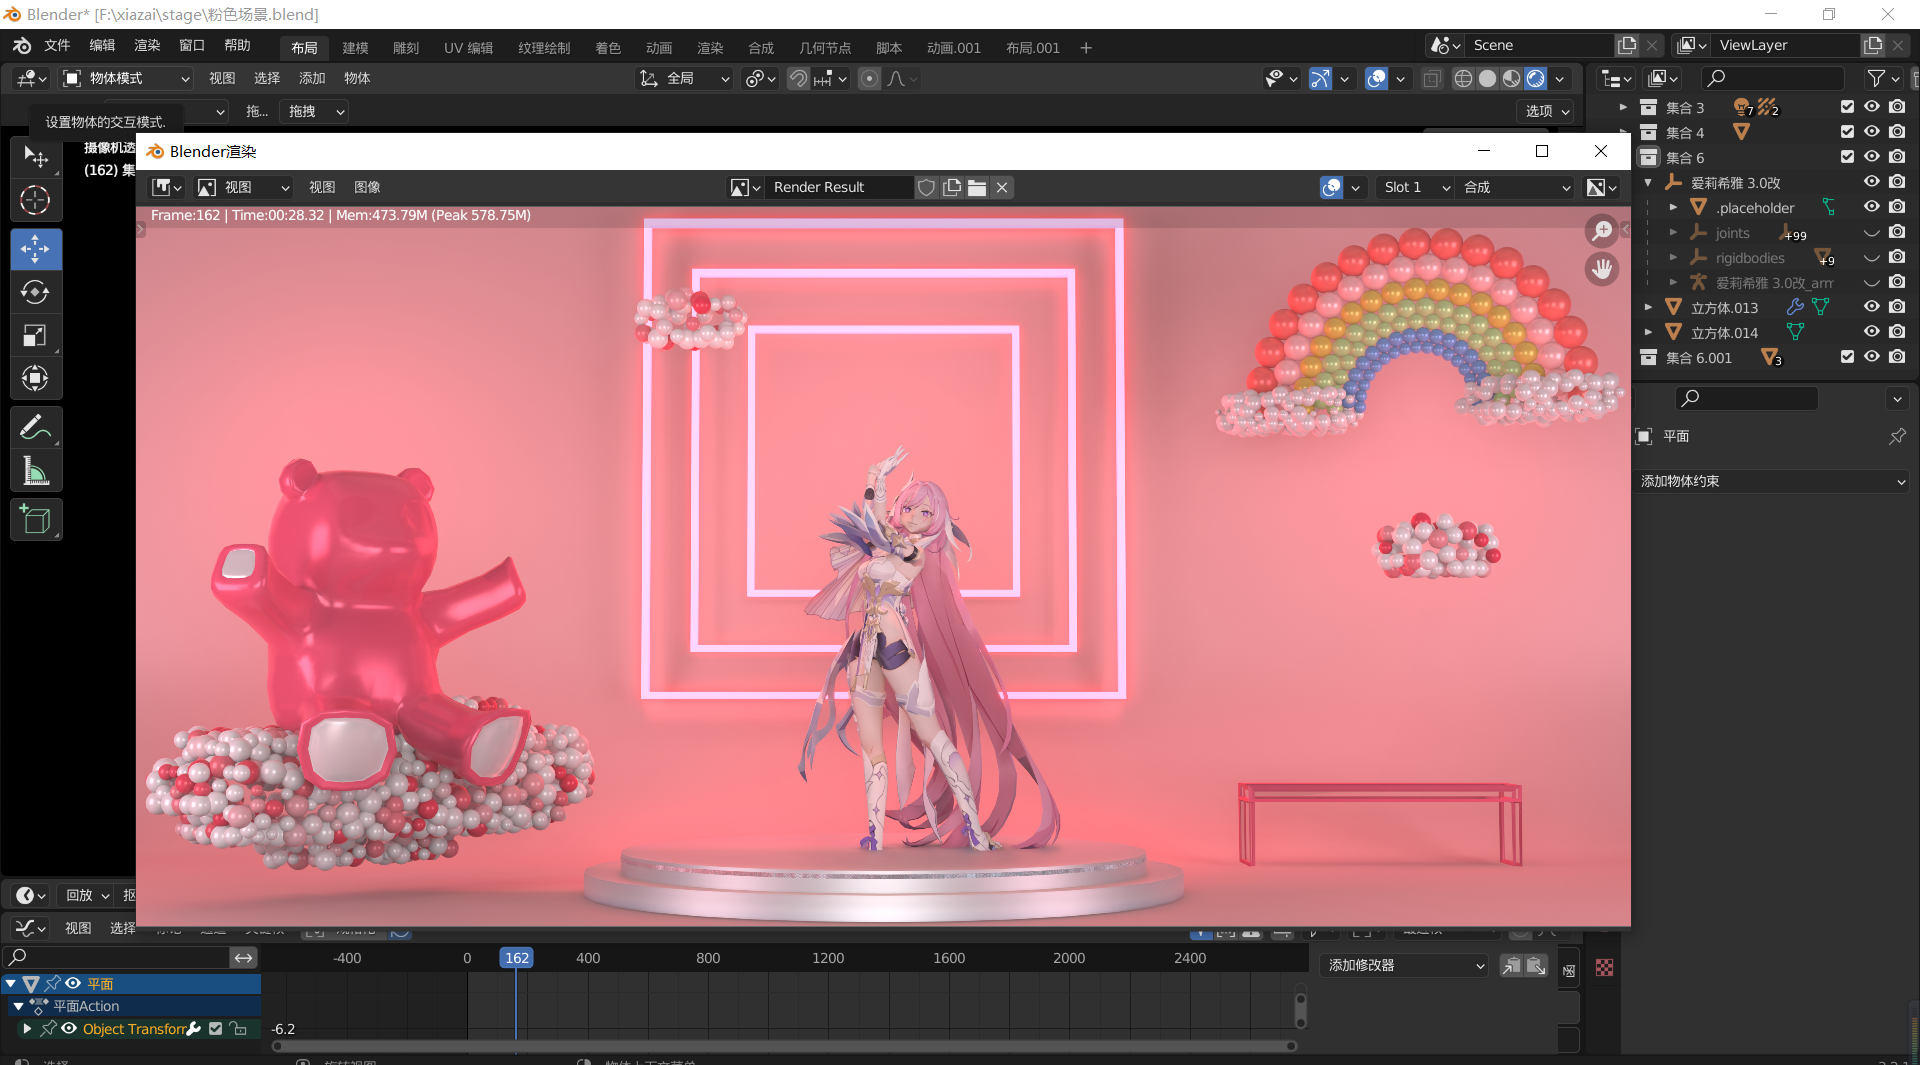 Blender* [F:\xiazai\stage\粉色场景.blend]
文件 编辑 渲染 窗口 帮助 布局 建模 雕刻 UV 编辑 纹理绘制 着色 动画 渲染 合成 几何节点 脚本 动画.001 布局.001 + Scene ViewLayer
物体模式 视图 选择 添加 物体 全局
拖... 拖拽 选项
设置物体的交互模式.
摄像机透
(162) 集
Blender渲染
视图 视图 图像 Render Result Slot 1 合成
Frame:162 | Time:00:28.32 | Mem:473.79M (Peak 578.75M)
集合 3 7 2
集合 4
集合 6
爱莉希雅 3.0改
.placeholder
joints +99
rigidbodies +9
爱莉希雅 3.0改_arm
立方体.013
立方体.014
集合 6.001 3
平面
添加物体约束
回放 抠
视图 选择
-400 0 162 400 800 1200 1600 2000 2400
添加修改器
平面
平面Action
Object Transform
-6.2